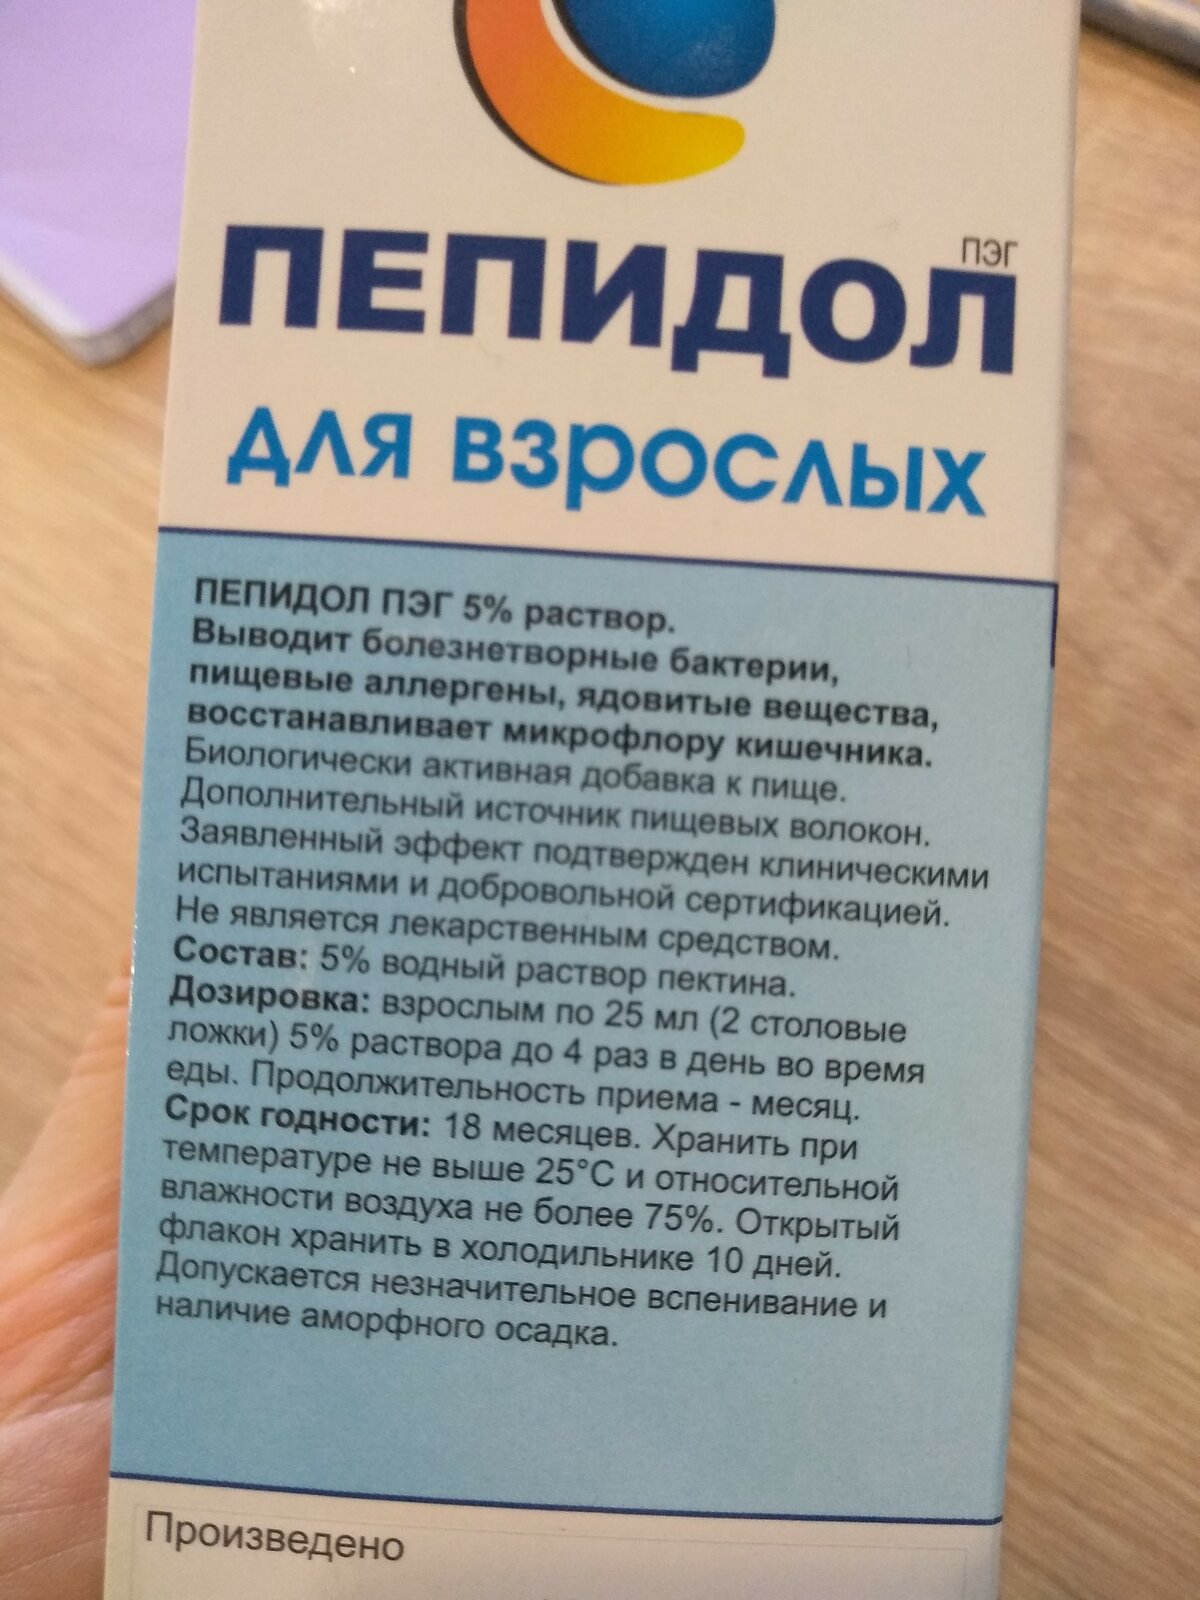 ПЕПИДОЛ ПЭГ
для взрослых
ПЕПИДОЛ ПЭГ 5% раствор.
Выводит болезнетворные бактерии,
пищевые аллергены, ядовитые вещества,
восстанавливает микрофлору кишечника.
Биологически активная добавка к пище.
Дополнительный источник пищевых волокон.
Заявленный эффект подтвержден клиническими
испытаниями и добровольной сертификацией.
Не является лекарственным средством.
Состав: 5% водный раствор пектина.
Дозировка: взрослым по 25 мл (2 столовые
ложки) 5% раствора до 4 раз в день во время
еды. Продолжительность приема - месяц.
Срок годности: 18 месяцев. Хранить при
температуре не выше 25°С и относительной
влажности воздуха не более 75%. Открытый
флакон хранить в холодильнике 10 дней.
Допускается незначительное вспенивание и
наличие аморфного осадка.
Произведено